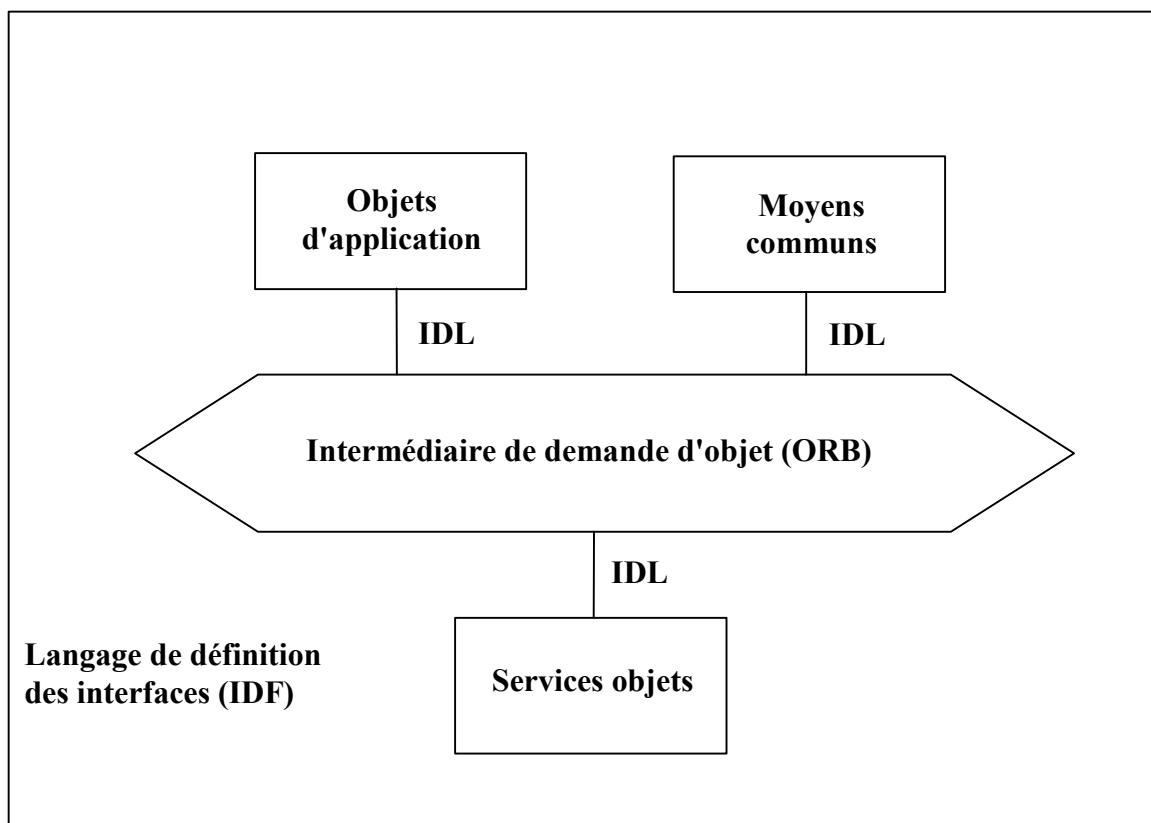 Objets
d'application
Moyens
communs
IDL
IDL
Intermédiaire de demande d'objet (ORB)
IDL
Langage de définition
des interfaces (IDF)
Services objets